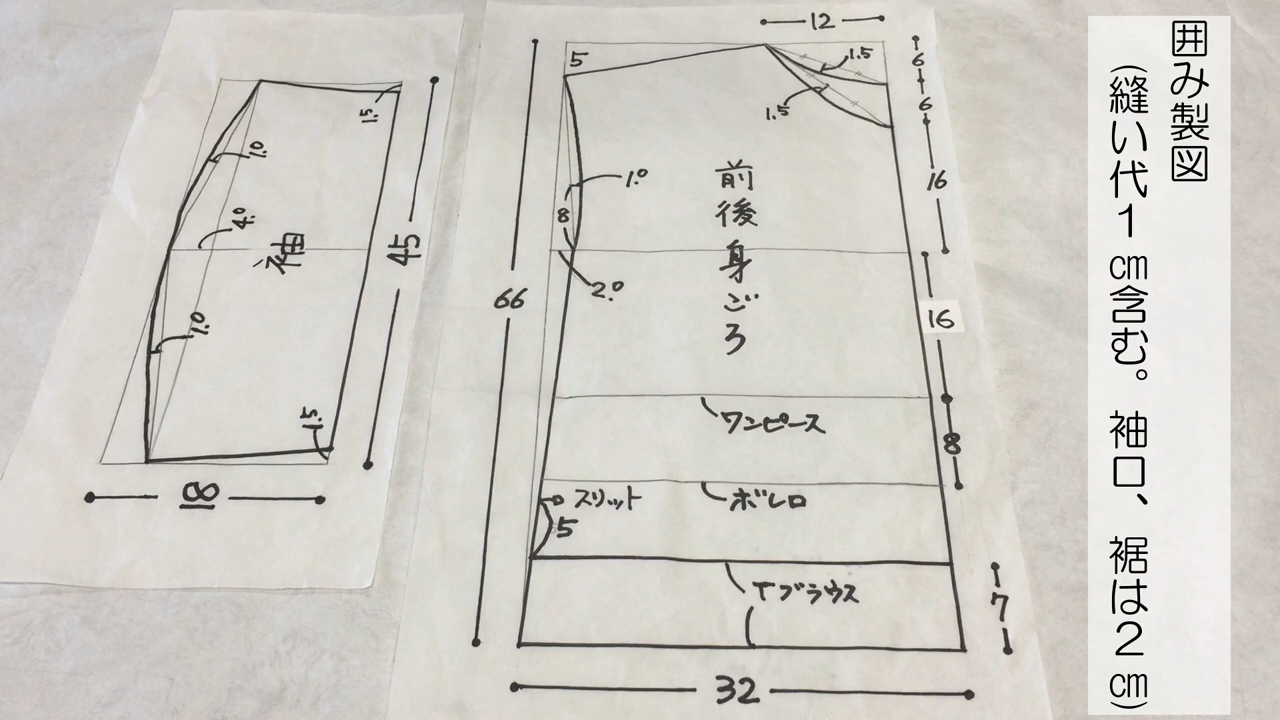 囲み製図
(縫い代１㎝含む。袖口、裾は２㎝)
12
5
1.5
1.5
6
6
16
1.0
8
2.0
前後身ごろ
66
16
ワンピース
8
スリット
5
ボレロ
Tブラウス
7
32
1.5
1.0
4.0
袖
45
1.0
1.5
18